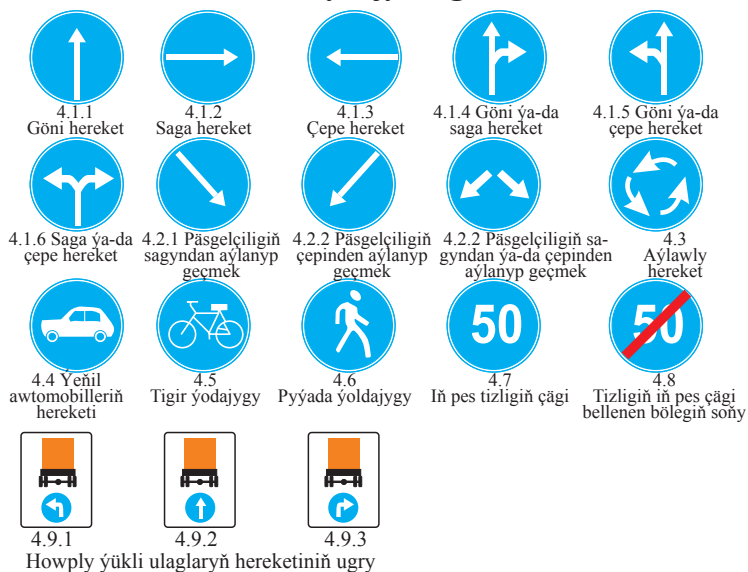 4.1.1
Göni hereket
4.1.2
Saga hereket
4.1.3
Çepe hereket
4.1.4 Göni ýa-da
saga hereket
4.1.5 Göni ýa-da
çepe hereket
4.1.6 Saga ýa-da
çepe hereket
4.2.1 Päsgelçiligiň
sagyndan aýlanyp
geçmek
4.2.2 Päsgelçiligiň
çepinden aýlanyp
geçmek
4.2.2 Päsgelçiligiň sa-
gyndan ýa-da çepinden
aýlanyp geçmek
4.3
Aýlawly
hereket
4.4 Ýeňil
awtomobilleriň
hereketi
4.5
Tigir ýodajygy
4.6
Pyýada ýoldajygy
50
4.7
Iň pes tizligiň çägi
50
4.8
Tizligiň iň pes çägi
bellenen bölegiň soňy
4.9.1
4.9.2
4.9.3
Howply ýükli ulaglaryň hereketiniň ugry